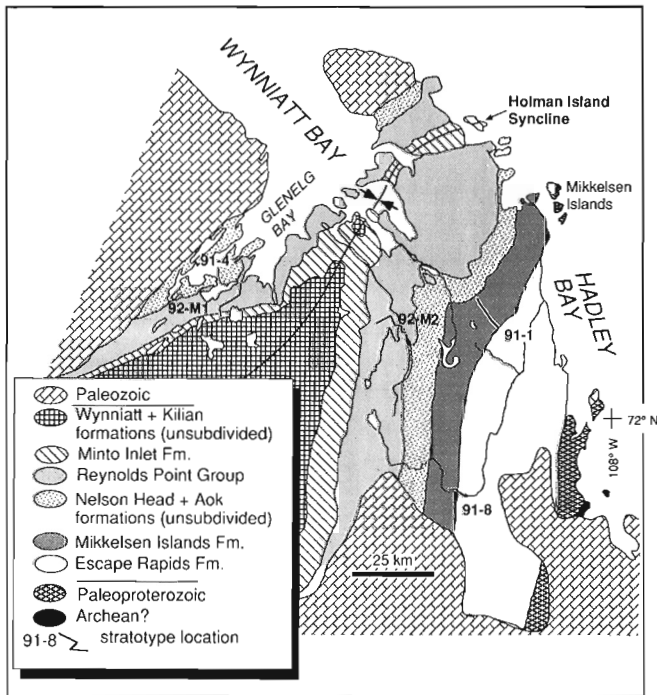 WYNNIATT BAY
Holman Island
Syncline
Mikkelsen
Islands
GLENELG
BAY
91-4
92-M1
92-M2
HADLEY
BAY
91-1
72° N
108° W
91-8
25 km
Paleozoic
Wynniatt + Kilian
formations (unsubdivided)
Minto Inlet Fm.
Reynolds Point Group
Nelson Head + Aok
formations (unsubdivided)
Mikkelsen Islands Fm.
Escape Rapids Fm.
Paleoproterozoic
Archean?
91-8 stratotype location